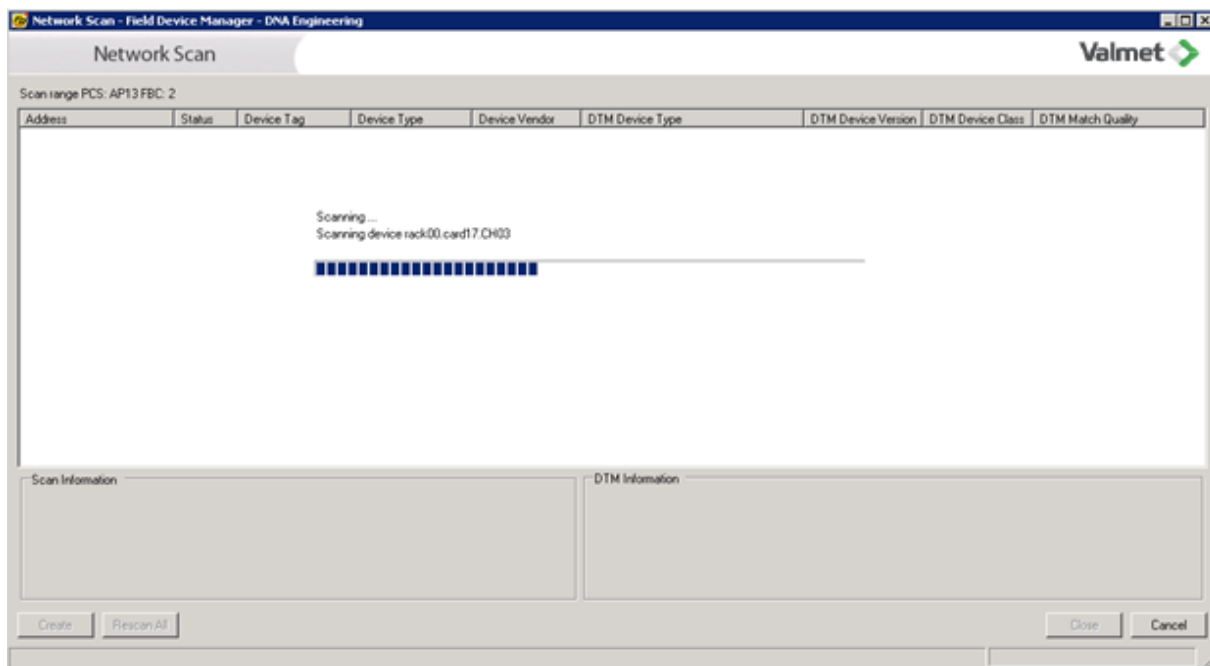 Network Scan - Field Device Manager - DNA Engineering
Network Scan
Valmet
Scan range PCS: AP13 FBC: 2
Address Status Device Tag Device Type Device Vendor DTM Device Type DTM Device Version DTM Device Class DTM Match Quality
Scanning ...
Scanning device rack00.card17.CH03
Scan Information DTM Information
Create Rescan All Close Cancel